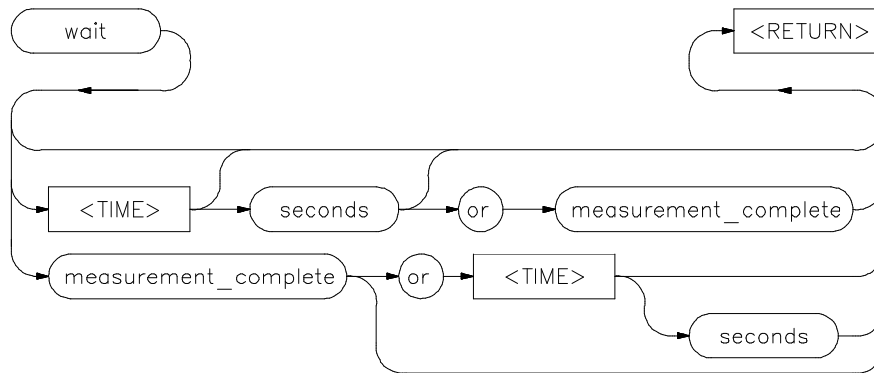 wait <RETURN>
<TIME> seconds or measurement_complete
measurement_complete or <TIME>
seconds